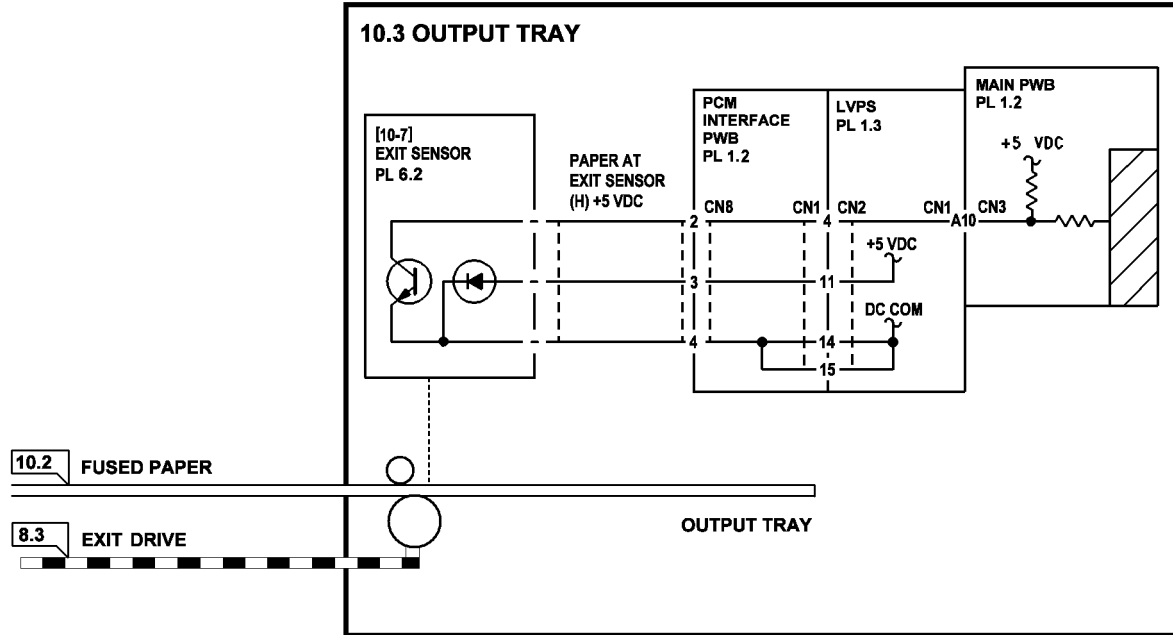 10.3 OUTPUT TRAY
[10-7]
EXIT SENSOR
PL 6.2
PAPER AT
EXIT SENSOR
(H) +5 VDC
PCM
INTERFACE
PWB
PL 1.2
LVPS
PL 1.3
MAIN PWB
PL 1.2
+5 VDC
2 CN8 CN1 4 CN2 CN1 A10 CN3
+5 VDC
3 11
DC COM
4 14
15
10.2 FUSED PAPER
8.3 EXIT DRIVE
OUTPUT TRAY